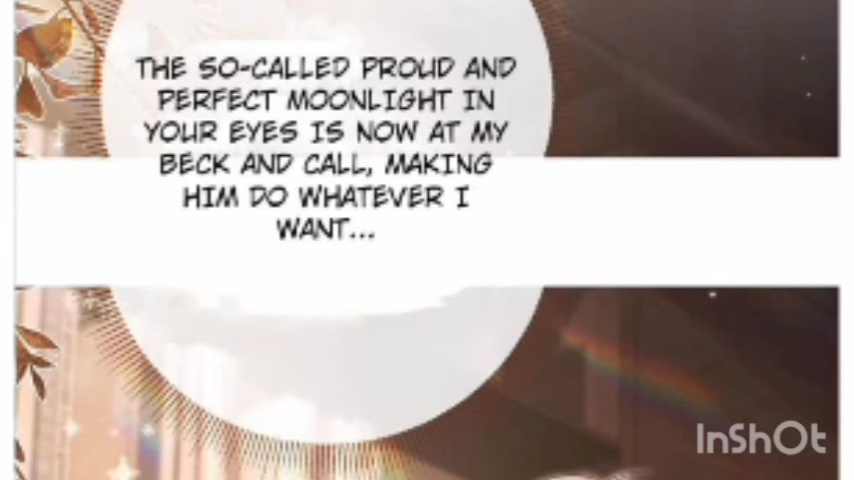 THE SO-CALLED PROUD AND
PERFECT MOONLIGHT IN
YOUR EYES IS NOW AT MY
BECK AND CALL, MAKING
HIM DO WHATEVER I
WANT...
InShOt